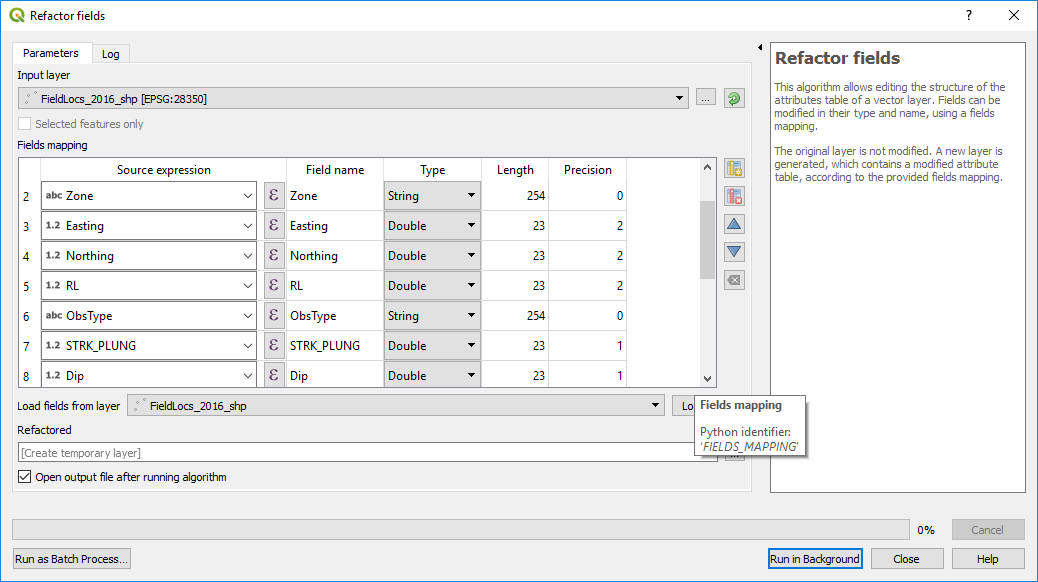 Refactor fields
?
Parameters Log
Input layer
FieldLocs_2016_shp [EPSG:28350]
...
Selected features only
Fields mapping
Source expression Field name Type Length Precision
2 abc Zone ε Zone String 254 0
3 1.2 Easting ε Easting Double 23 2
4 1.2 Northing ε Northing Double 23 2
5 1.2 RL ε RL Double 23 2
6 abc ObsType ε ObsType String 254 0
7 1.2 STRK_PLUNG ε STRK_PLUNG Double 23 1
8 1.2 Dip ε Dip Double 23 1
Load fields from layer FieldLocs_2016_shp Lo
Fields mapping
Python identifier:
'FIELDS_MAPPING'
Refactored
[Create temporary layer]
Open output file after running algorithm
Refactor fields
This algorithm allows editing the structure of the
attributes table of a vector layer. Fields can be
modified in their type and name, using a fields
mapping.
The original layer is not modified. A new layer is
generated, which contains a modified attribute
table, according to the provided fields mapping.
0% Cancel
Run as Batch Process... Run in Background Close Help